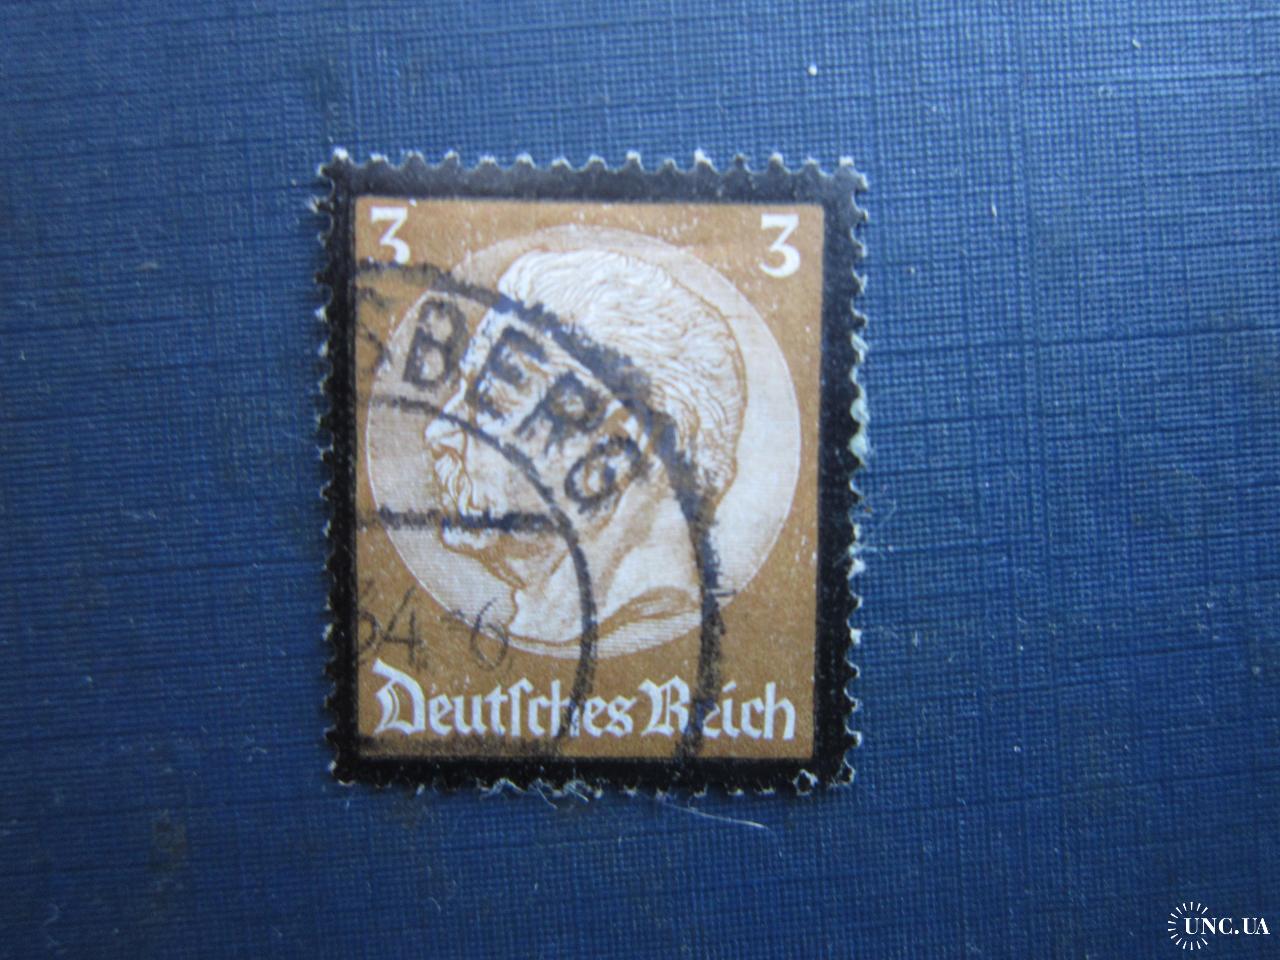 3 3
BERG
34.-6
Deutſches Reich
UNC.UA